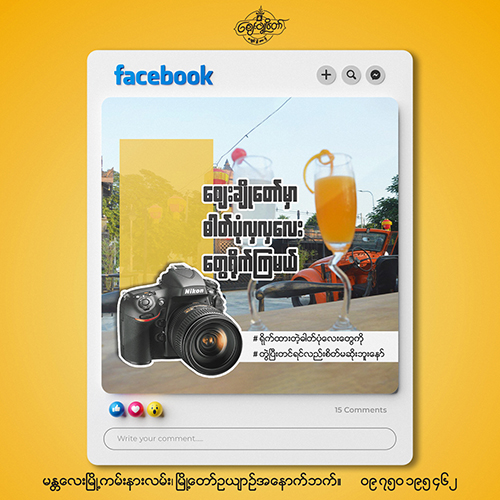 ဈေးချိုတော်
facebook
ဈေးချိုတော်မှာ
ဓါတ်ပုံလှလှလေး
တွေရိုက်ကြမယ်
Nikon
# ရိုက်ထားတဲ့ဓါတ်ပုံလေးတွေကို
# တွဲပြီးတင်ရင်လည်းစိတ်မဆိုးဘူးနော်
15 Comments
Write your comment....
မန္တလေးမြို့ကမ်းနားလမ်း၊ မြို့တော်ဥယျာဉ်အနောက်ဘက်။ ၀၉ ၇၅၀ ၁၉၅ ၄၆၂